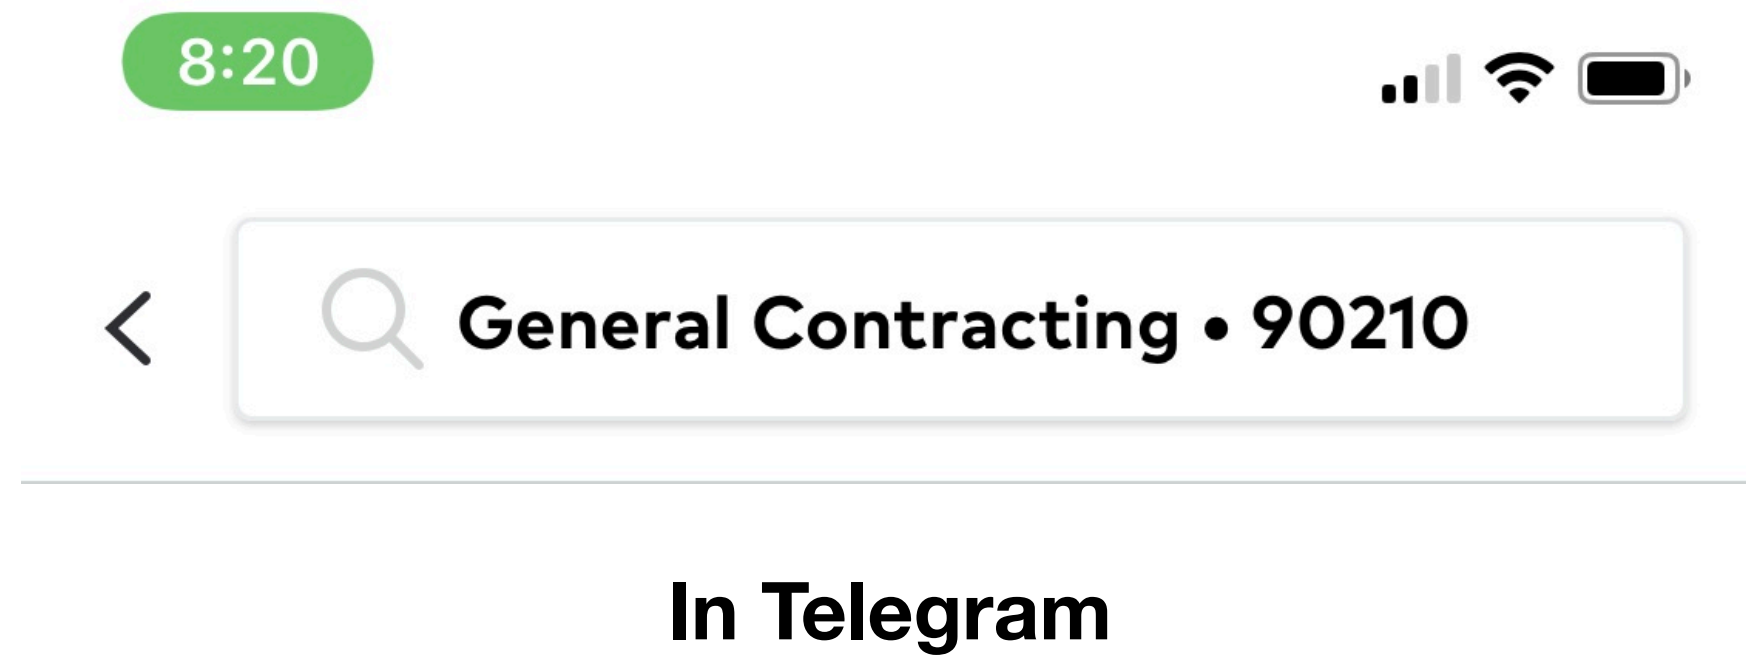 8:20
General Contracting • 90210
In Telegram